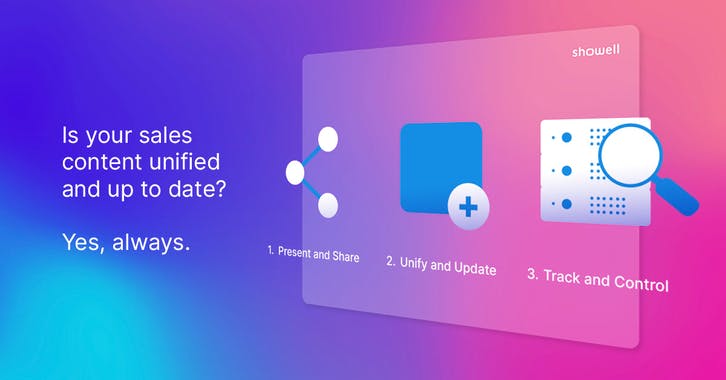 Is your sales
content unified
and up to date?
Yes, always.
showell
1. Present and Share
2. Unify and Update
3. Track and Control